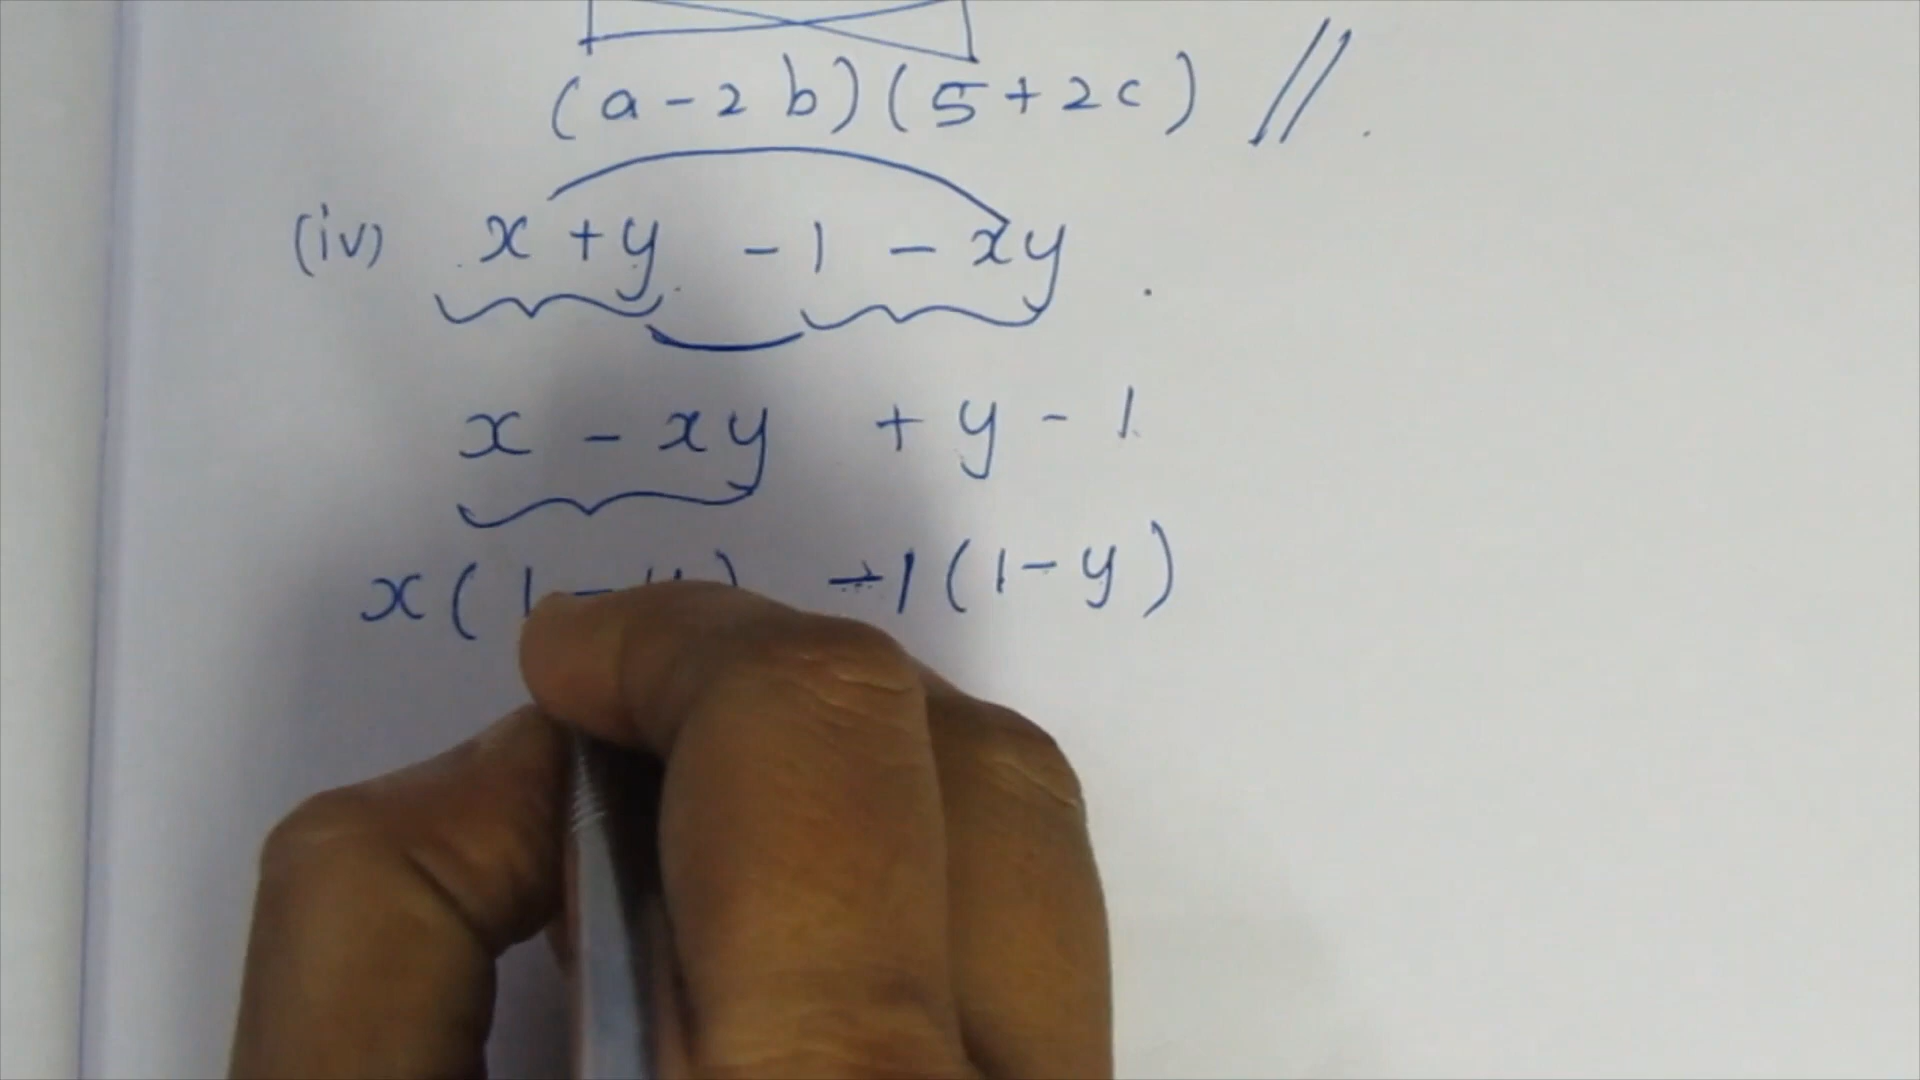 (a-2b)(5+2c) //
(iv) x + y - 1 - xy
x - xy + y - 1
x(1-y) -1(1-y)